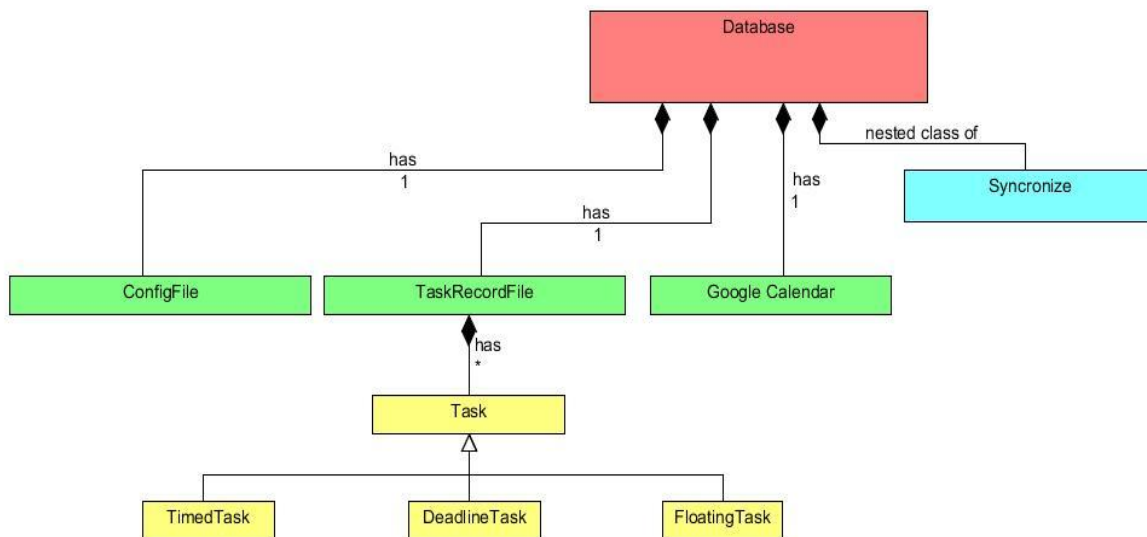 Database
nested class of
has
1
Syncronize
has
1
has
1
ConfigFile
TaskRecordFile
Google Calendar
has
*
Task
TimedTask
DeadlineTask
FloatingTask